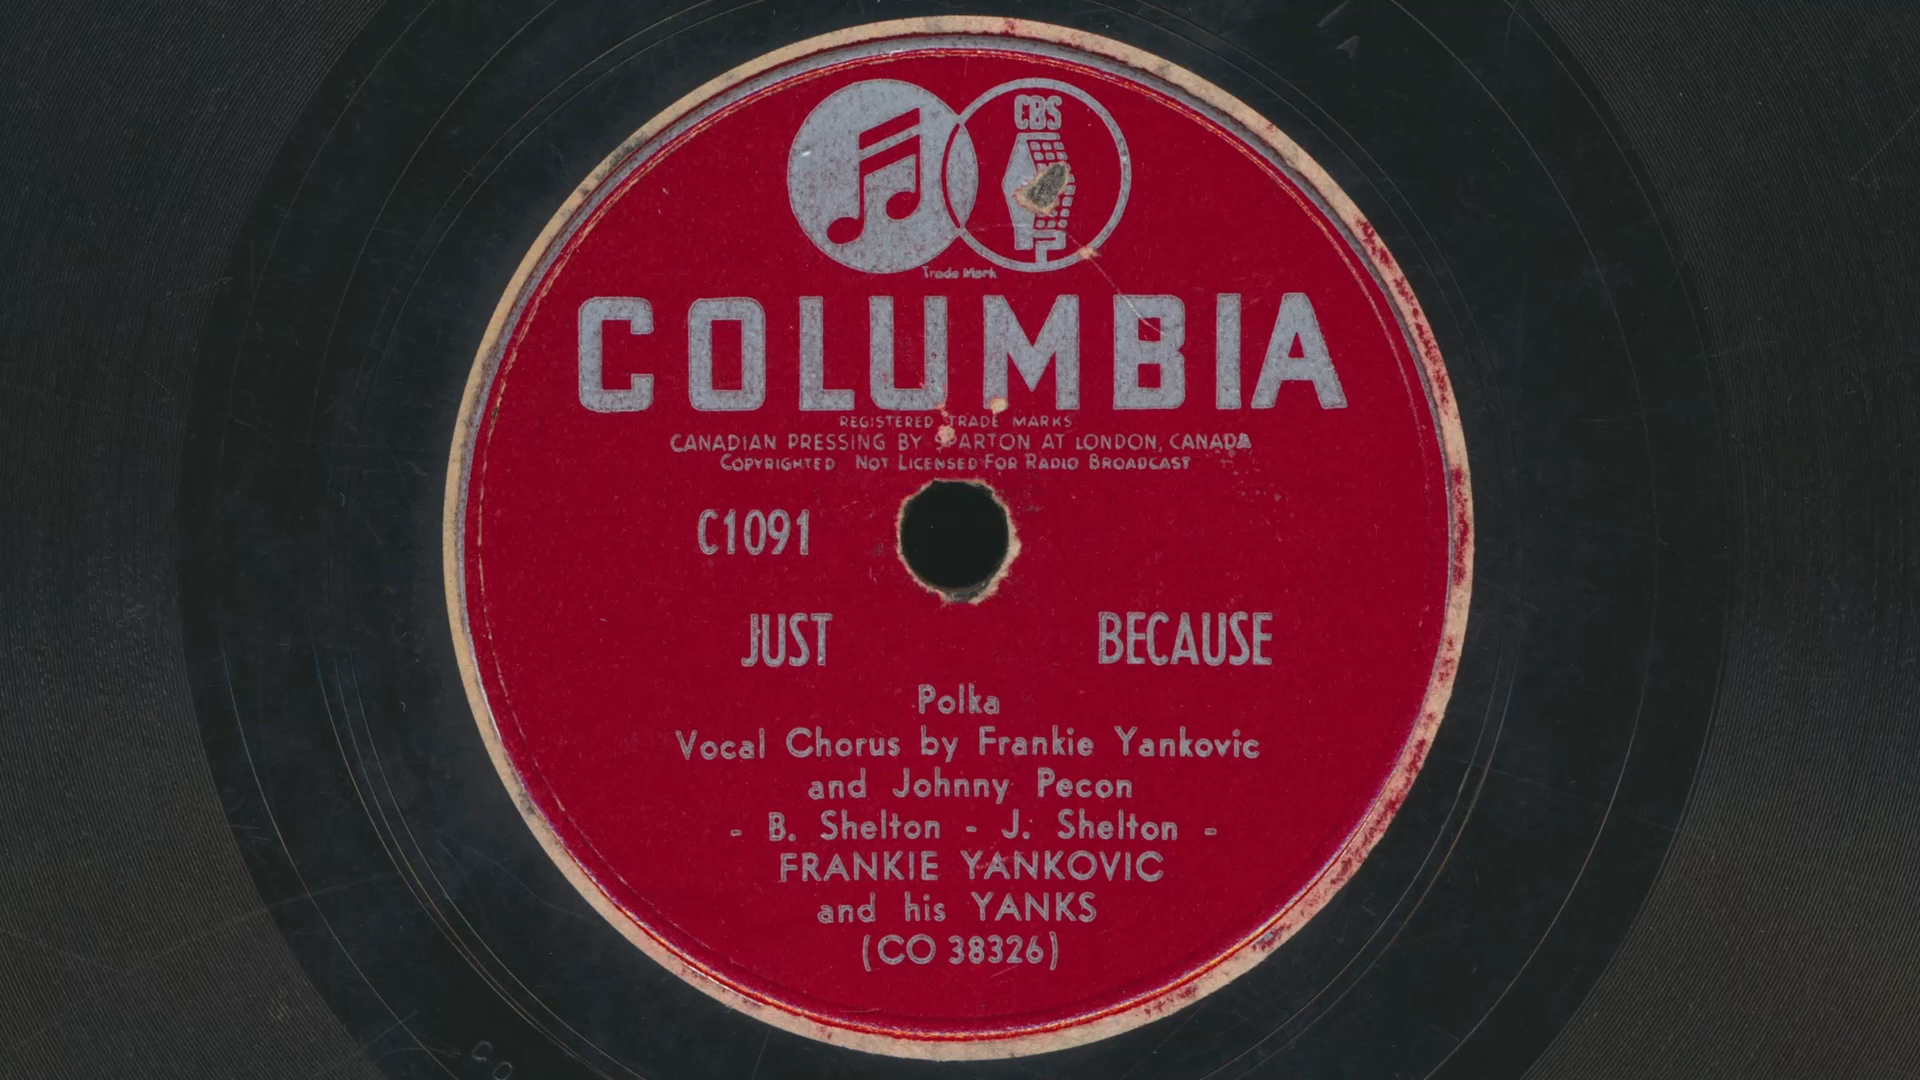 CBS
Trade Mark
COLUMBIA
REGISTERED TRADE MARKS
CANADIAN PRESSING BY SPARTON AT LONDON, CANADA
COPYRIGHTED NOT LICENSED FOR RADIO BROADCAST
C1091
JUST BECAUSE
Polka
Vocal Chorus by Frankie Yankovic
and Johnny Pecon
- B. Shelton - J. Shelton -
FRANKIE YANKOVIC
and his YANKS
(CO 38326)
CO